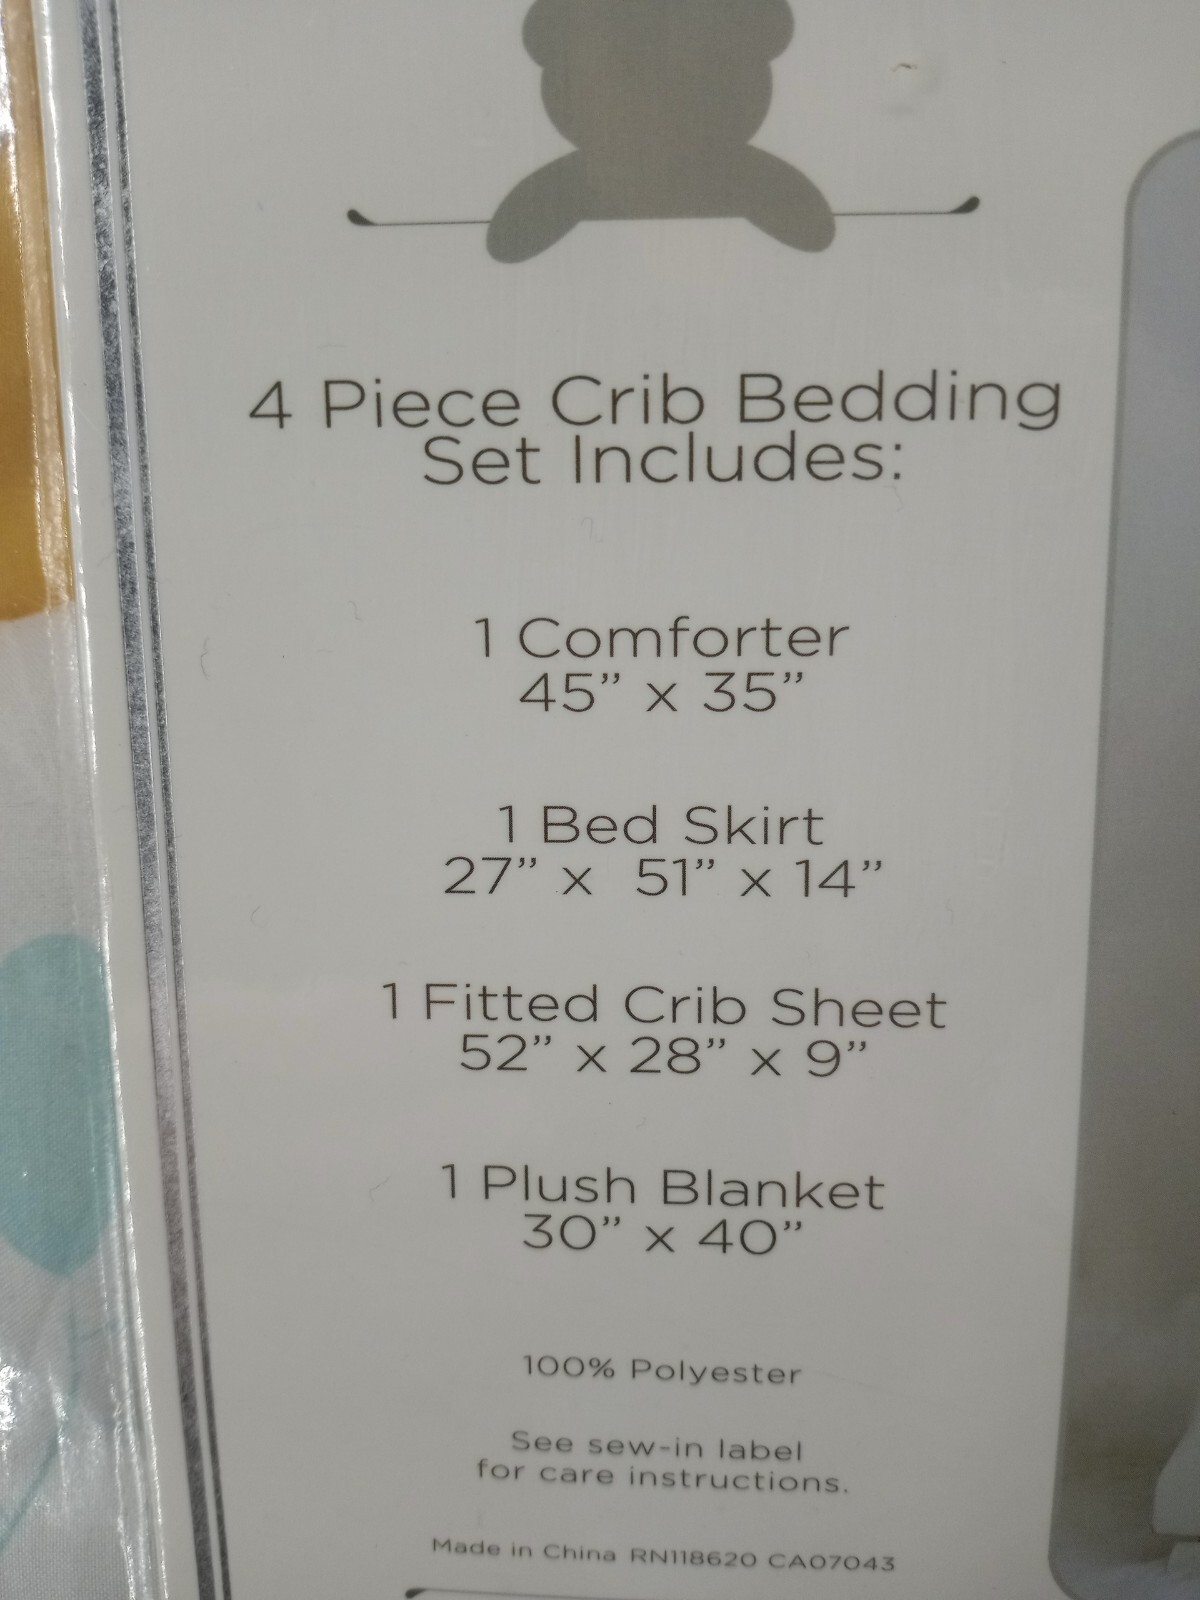 4 Piece Crib Bedding
Set Includes:
1 Comforter
45” x 35”
1 Bed Skirt
27” x 51” x 14”
1 Fitted Crib Sheet
52” x 28” x 9”
1 Plush Blanket
30” x 40”
100% Polyester
See sew-in label
for care instructions.
Made in China RN118620 CA07043